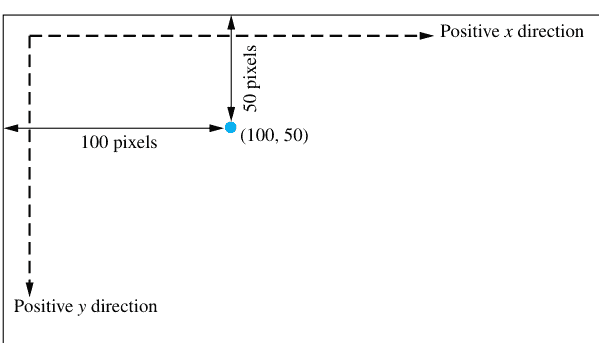 Positive x direction
50 pixels
(100, 50)
100 pixels
Positive y direction